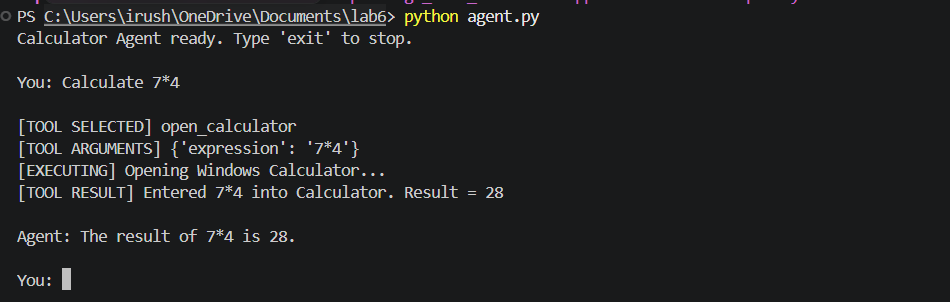 PS C:\Users\irush\OneDrive\Documents\lab6> python agent.py
Calculator Agent ready. Type 'exit' to stop.
You: Calculate 7*4
[TOOL SELECTED] open_calculator
[TOOL ARGUMENTS] {'expression': '7*4'}
[EXECUTING] Opening Windows Calculator...
[TOOL RESULT] Entered 7*4 into Calculator. Result = 28
Agent: The result of 7*4 is 28.
You: